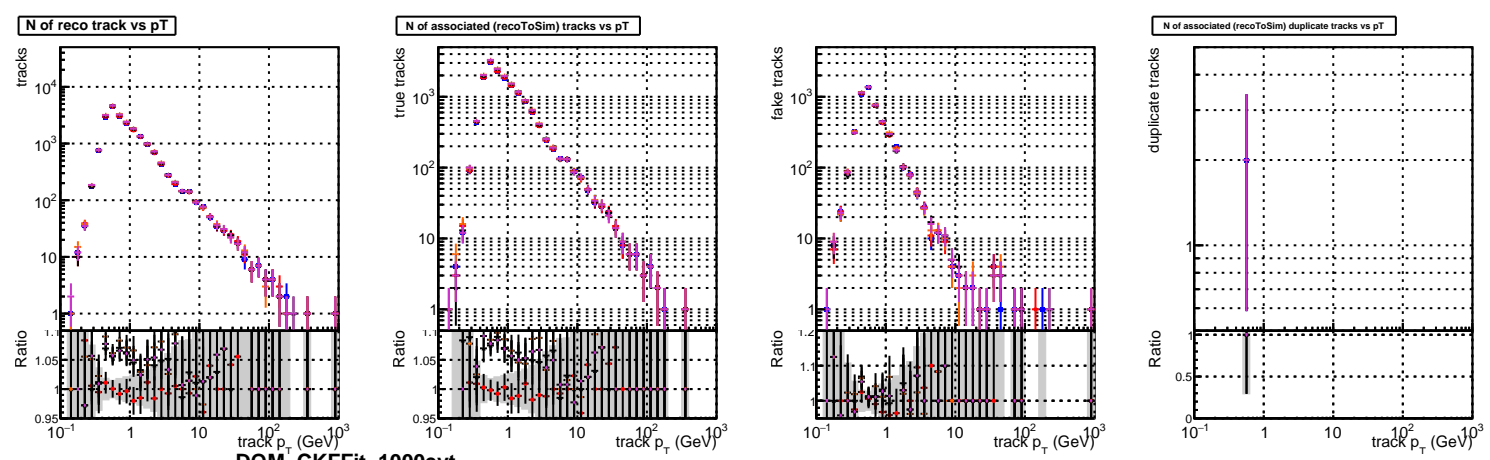 N of reco track vs pT
tracks
10⁴
10³
10²
10
1
Ratio
1.1
1.05
1
0.95
10⁻¹ 1 10 10² 10³
track p_T (GeV)
N of associated (recoToSim) tracks vs pT
true tracks
10³
10²
10
1
Ratio
1.1
1.05
1
0.95
10⁻¹ 1 10 10² 10³
track p_T (GeV)
fake tracks
10³
10²
10
1
Ratio
1.2
1.1
1
10⁻¹ 1 10 10² 10³
track p_T (GeV)
N of associated (recoToSim) duplicate tracks vs pT
duplicate tracks
1
Ratio
1
0.5
0
10⁻¹ 1 10 10² 10³
track p_T (GeV)